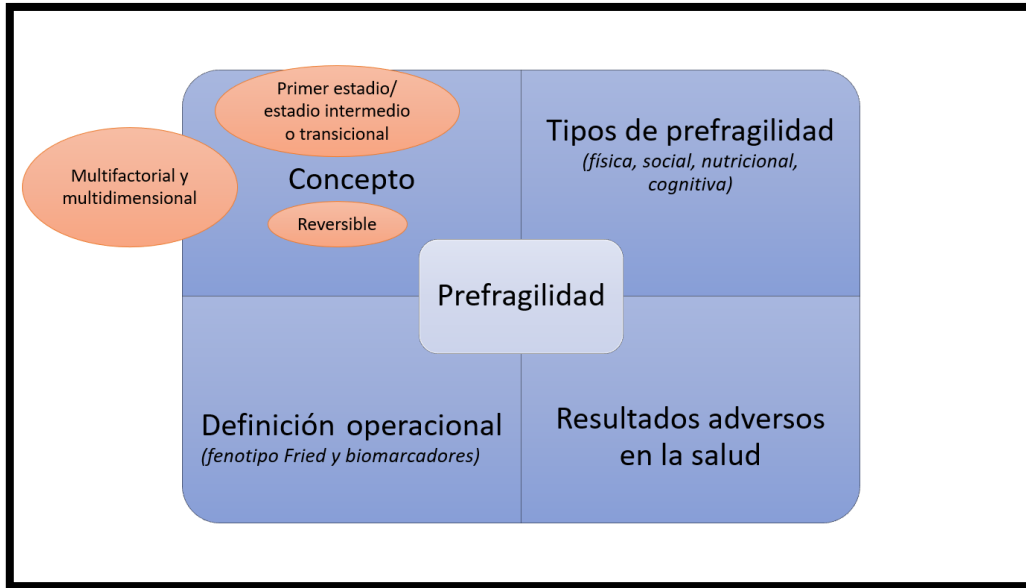 Primer estadio/
estadio intermedio
o transicional
Multifactorial y
multidimensional
Concepto
Reversible
Tipos de prefragilidad
(física, social, nutricional,
cognitiva)
Prefragilidad
Definición operacional
(fenotipo Fried y biomarcadores)
Resultados adversos
en la salud